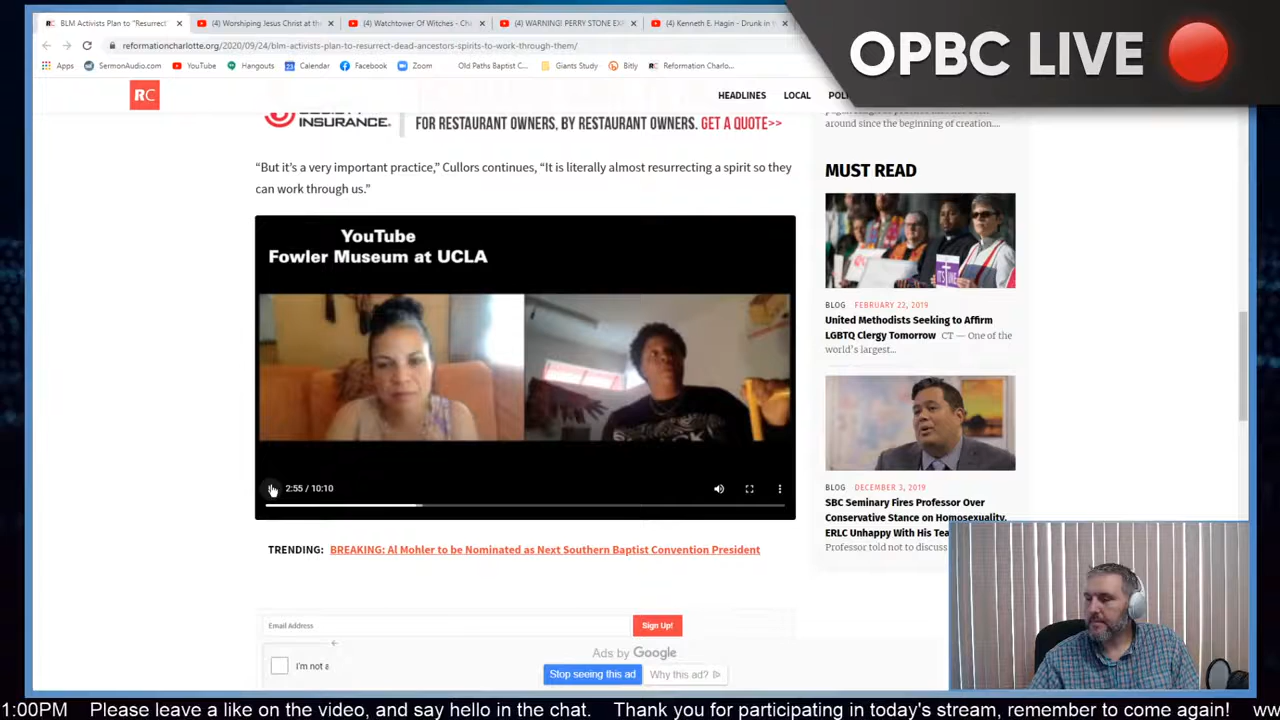 BLM Activists Plan to "Resurrect"
(4) Worshiping Jesus Christ at the
(4) Watchtower Of Witches - Ch
(4) WARNING! PERRY STONE EX
(4) Kenneth E. Hagin - Drunk in t
OPBC LIVE
reformationcharlotte.org/2020/09/24/blm-activists-plan-to-resurrect-dead-ancestors-spirits-to-work-through-them/
Apps
SermonAudio.com
YouTube
Hangouts
Calendar
Facebook
Zoom
Old Paths Baptist C...
Giants Study
Bitly
Reformation Charlo...
RC
HEADLINES
LOCAL
INSURANCE.
FOR RESTAURANT OWNERS, BY RESTAURANT OWNERS. GET A QUOTE>>
around since the beginning of creation....
“But it’s a very important practice,” Cullors continues, “It is literally almost resurrecting a spirit so they
can work through us.”
YouTube
Fowler Museum at UCLA
2:55 / 10:10
MUST READ
BLOG FEBRUARY 22, 2019
United Methodists Seeking to Affirm
LGBTQ Clergy Tomorrow CT — One of the
world’s largest...
BLOG DECEMBER 3, 2019
SBC Seminary Fires Professor Over
Conservative Stance on Homosexuality,
ERLC Unhappy With His
Professor told not to discuss
TRENDING: BREAKING: Al Mohler to be Nominated as Next Southern Baptist Convention President
Email Address
Sign Up!
I'm not a
Ads by Google
Stop seeing this ad
Why this ad?
1:00PM Please leave a like on the video, and say hello in the chat. Thank you for participating in today's stream, remember to come again!